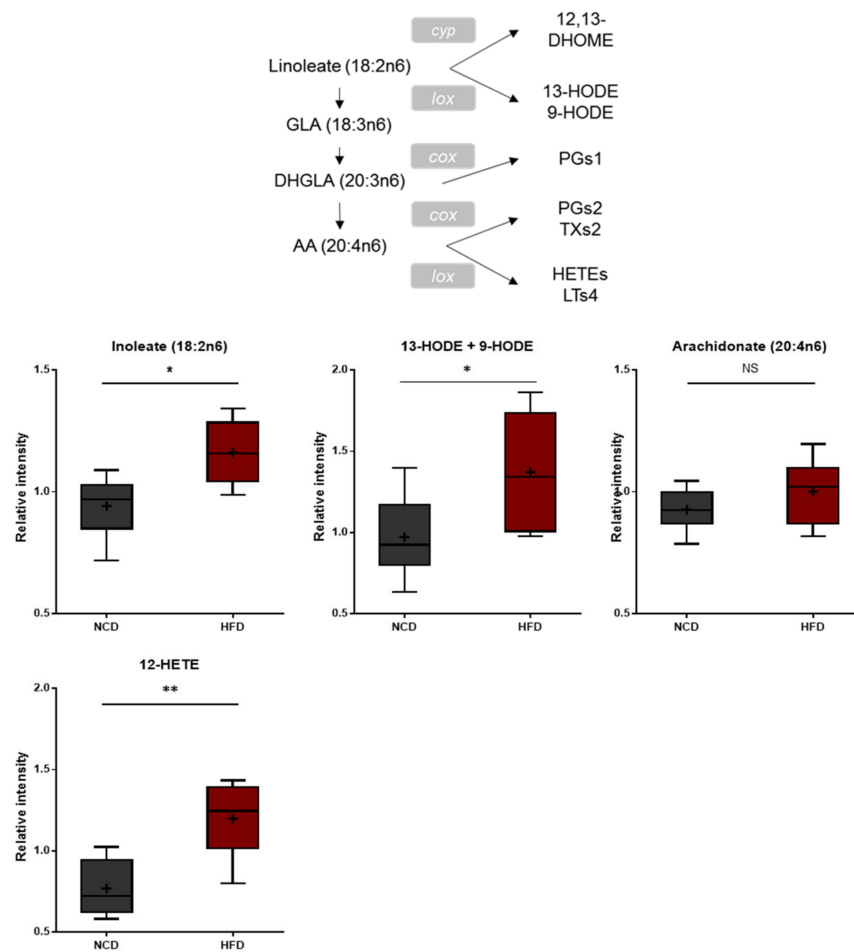 cyp
12,13-
DHOME
Linoleate (18:2n6)
lox
13-HODE
9-HODE
GLA (18:3n6)
cox
PGs1
DHGLA (20:3n6)
cox
PGs2
TXs2
AA (20:4n6)
lox
HETEs
LTs4
Inoleate (18:2n6)
1.5
*
1.0
0.5
Relative intensity
NCD
HFD
13-HODE + 9-HODE
2.0
*
1.5
1.0
0.5
Relative intensity
NCD
HFD
Arachidonate (20:4n6)
1.5
NS
1.0
0.5
Relative intensity
NCD
HFD
12-HETE
2.0
**
1.5
1.0
0.5
Relative intensity
NCD
HFD